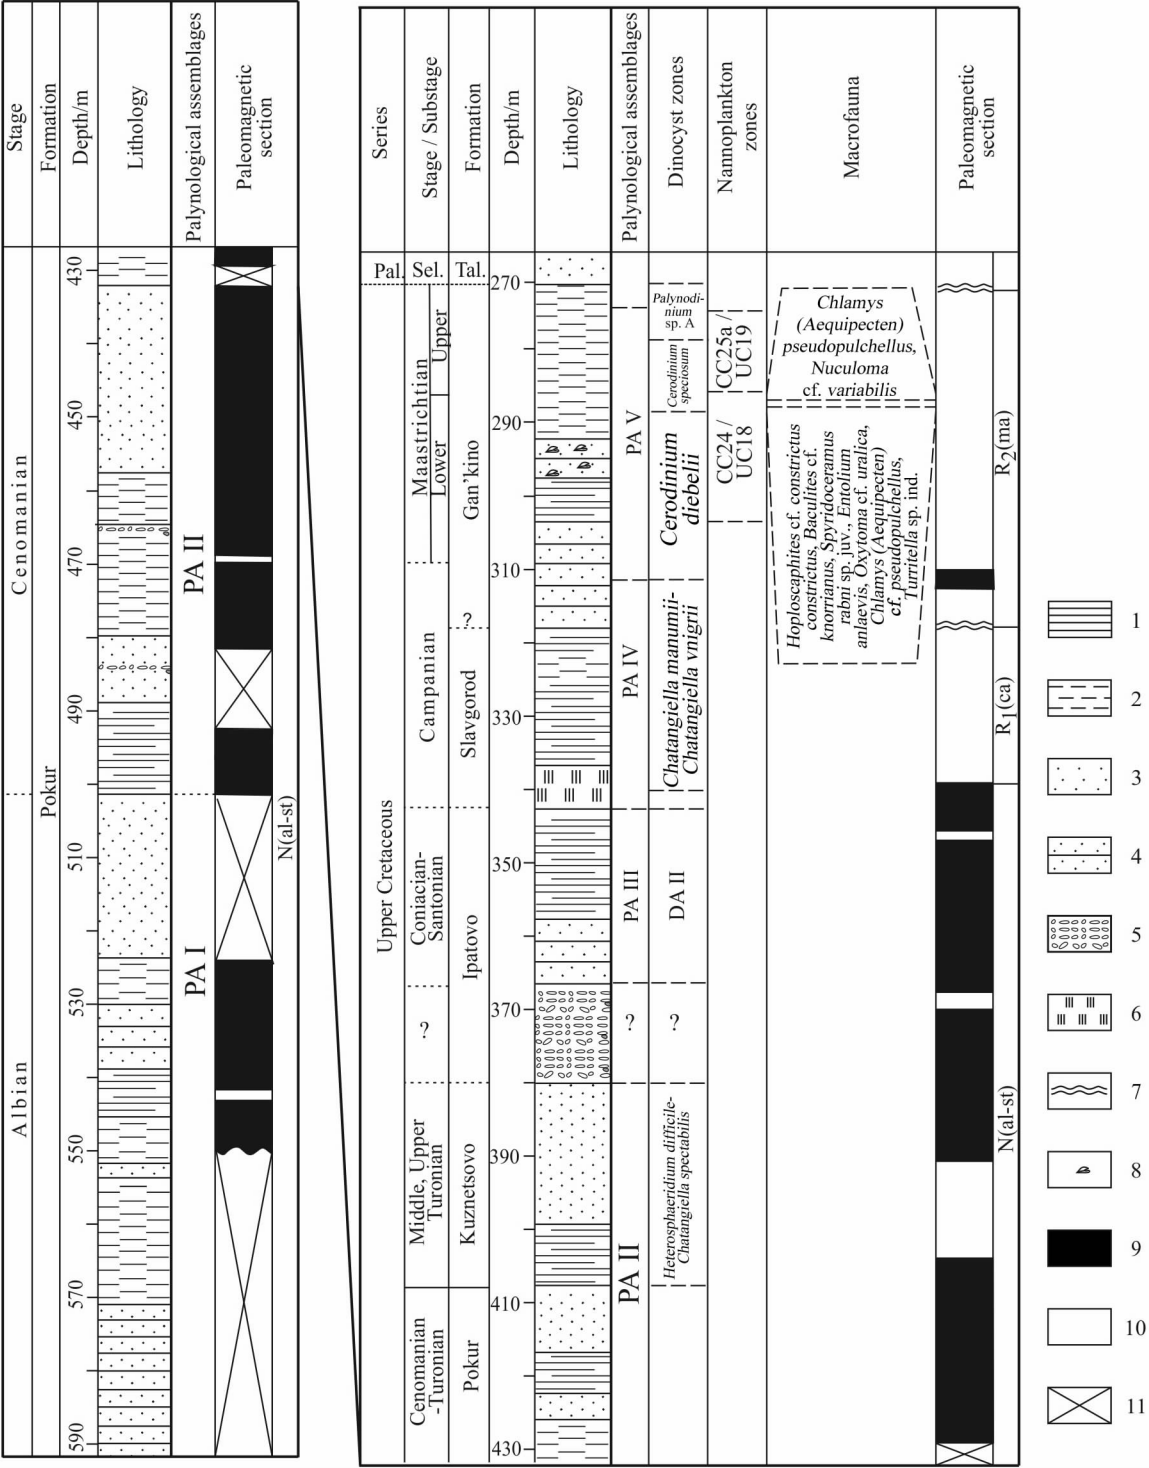 Stage
Formation
Depth/m
Lithology
Palynological assemblages
Paleomagnetic
section
Cenomanian
Albian
Pokur
430
450
470
490
510
530
550
570
590
PA II
PA I
N(al-st)
Series
Stage / Substage
Formation
Depth/m
Lithology
Palynological assemblages
Dinocyst zones
Nannoplankton
zones
Macrofauna
Paleomagnetic
section
Pal.
Sel.
Tal.
Upper Cretaceous
Maastrichtian
Upper
Lower
Campanian
Coniacian-
Santonian
?
Middle, Upper
Turonian
Cenomanian
-Turonian
Gan'kino
?
Slavgorod
Ipatovo
Kuznetsovo
Pokur
270
290
310
330
350
370
390
410
430
PA V
PA IV
PA III
?
PA II
Palynodi-
nium
sp. A
Cerodinium
speciosum
Cerodinium
diebelii
Chatangiella manumii-
Chatangiella vnigrii
DA II
?
Heterosphaeridium difficile-
Chatangiella spectabilis
CC25a /
UC19
CC24 /
UC18
Chlamys
(Aequipecten)
pseudopulchellus,
Nuculoma
cf. variabilis
Hoploscaphites cf. constrictus
constrictus, Baculites cf.
knorrianus, Spyridoceramus
rabni sp. juv., Entolium
anlaevis, Oxytoma cf. uralica,
Chlamys (Aequipecten)
cf. pseudopulchellus,
Turritella sp. ind.
R2(ma)
R1(ca)
N(al-st)
1
2
3
4
5
6
7
8
9
10
11